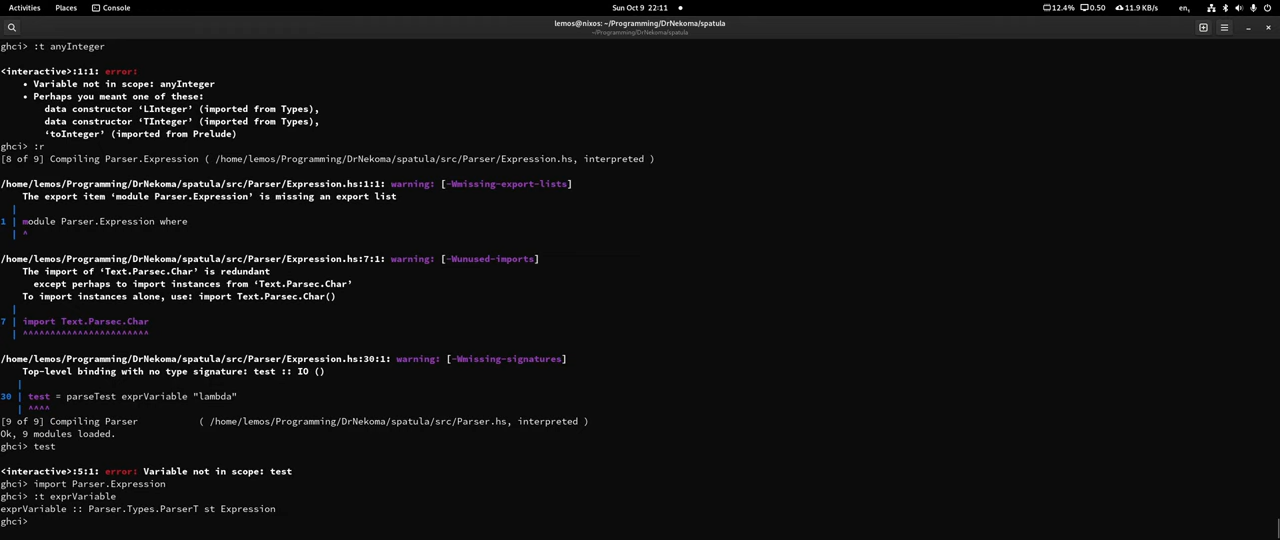 Activities Places Console Sun Oct 9 22:11 12.4% 0.50 11.9 KB/s en₁
lemos@nixos: ~/Programming/DrNekoma/spatula
~/Programming/DrNekoma/spatula
ghci> :t anyInteger
<interactive>:1:1: error:
• Variable not in scope: anyInteger
• Perhaps you meant one of these:
data constructor ‘LInteger’ (imported from Types),
data constructor ‘TInteger’ (imported from Types),
‘toInteger’ (imported from Prelude)
ghci> :r
[8 of 9] Compiling Parser.Expression ( /home/lemos/Programming/DrNekoma/spatula/src/Parser/Expression.hs, interpreted )
/home/lemos/Programming/DrNekoma/spatula/src/Parser/Expression.hs:1:1: warning: [-Wmissing-export-lists]
The export item ‘module Parser.Expression’ is missing an export list
|
1 | module Parser.Expression where
| ^
/home/lemos/Programming/DrNekoma/spatula/src/Parser/Expression.hs:7:1: warning: [-Wunused-imports]
The import of ‘Text.Parsec.Char’ is redundant
except perhaps to import instances from ‘Text.Parsec.Char’
To import instances alone, use: import Text.Parsec.Char()
|
7 | import Text.Parsec.Char
| ^^^^^^^^^^^^^^^^^^^^^^^
/home/lemos/Programming/DrNekoma/spatula/src/Parser/Expression.hs:30:1: warning: [-Wmissing-signatures]
Top-level binding with no type signature: test :: IO ()
|
30 | test = parseTest exprVariable "lambda"
| ^^^^
[9 of 9] Compiling Parser ( /home/lemos/Programming/DrNekoma/spatula/src/Parser.hs, interpreted )
Ok, 9 modules loaded.
ghci> test
<interactive>:5:1: error: Variable not in scope: test
ghci> import Parser.Expression
ghci> :t exprVariable
exprVariable :: Parser.Types.ParserT st Expression
ghci>